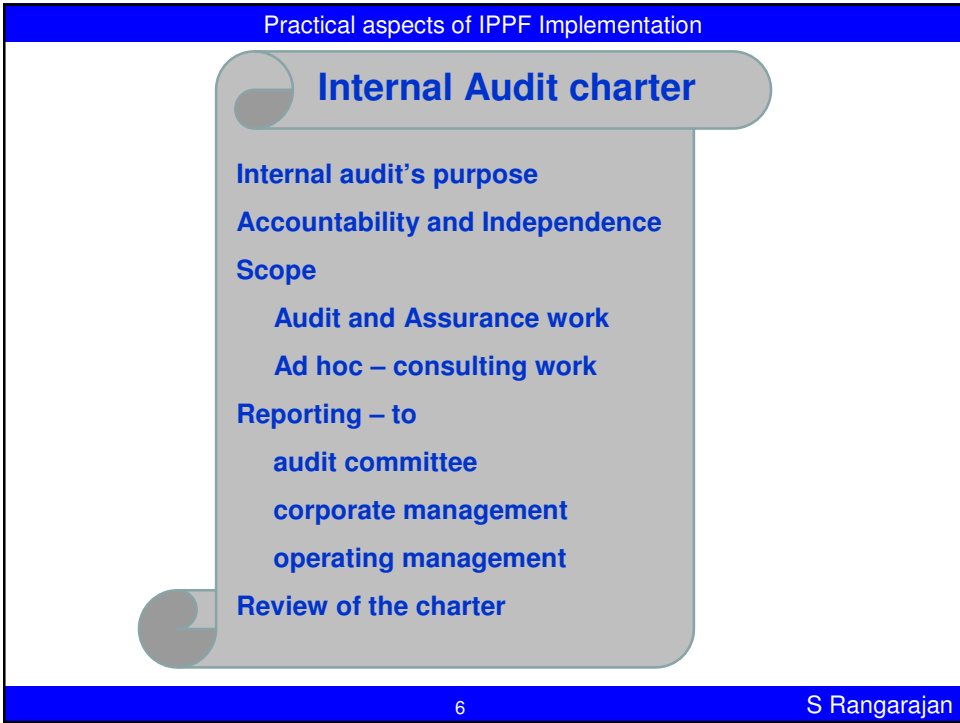 Practical aspects of IPPF Implementation
Internal Audit charter
Internal audit’s purpose
Accountability and Independence
Scope
Audit and Assurance work
Ad hoc – consulting work
Reporting – to
audit committee
corporate management
operating management
Review of the charter
6
S Rangarajan